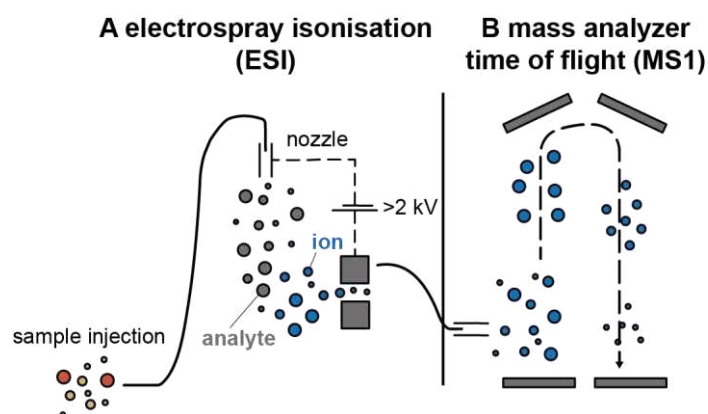 A electrospray isonisation
(ESI)
B mass analyzer
time of flight (MS1)
nozzle
>2 kV
ion
analyte
sample injection